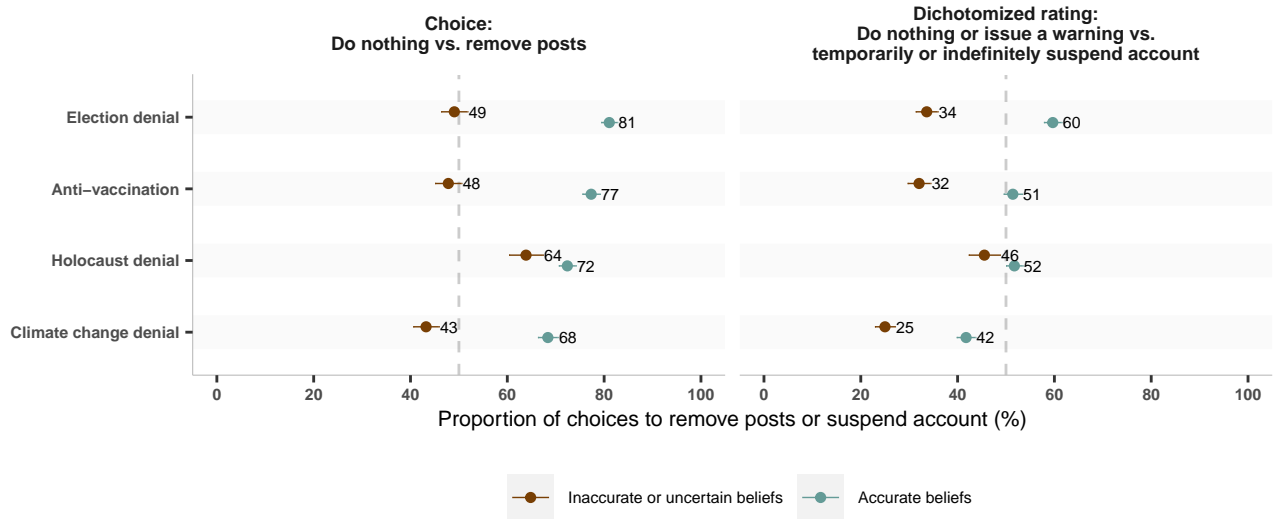 Choice:
Do nothing vs. remove posts
Dichotomized rating:
Do nothing or issue a warning vs.
temporarily or indefinitely suspend account
Election denial
49
81
34
60
Anti−vaccination
48
77
32
51
Holocaust denial
64
72
46
52
Climate change denial
43
68
25
42
0 20 40 60 80 100 0 20 40 60 80 100
Proportion of choices to remove posts or suspend account (%)
Inaccurate or uncertain beliefs Accurate beliefs